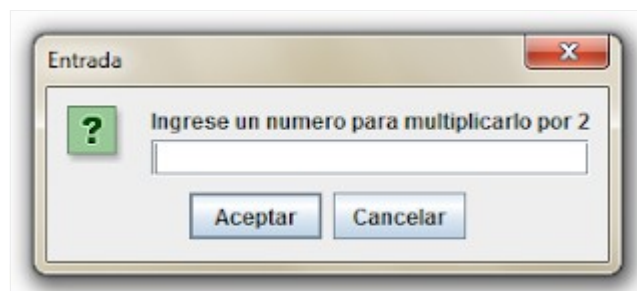 Entrada
?
Ingrese un numero para multiplicarlo por 2
Aceptar
Cancelar